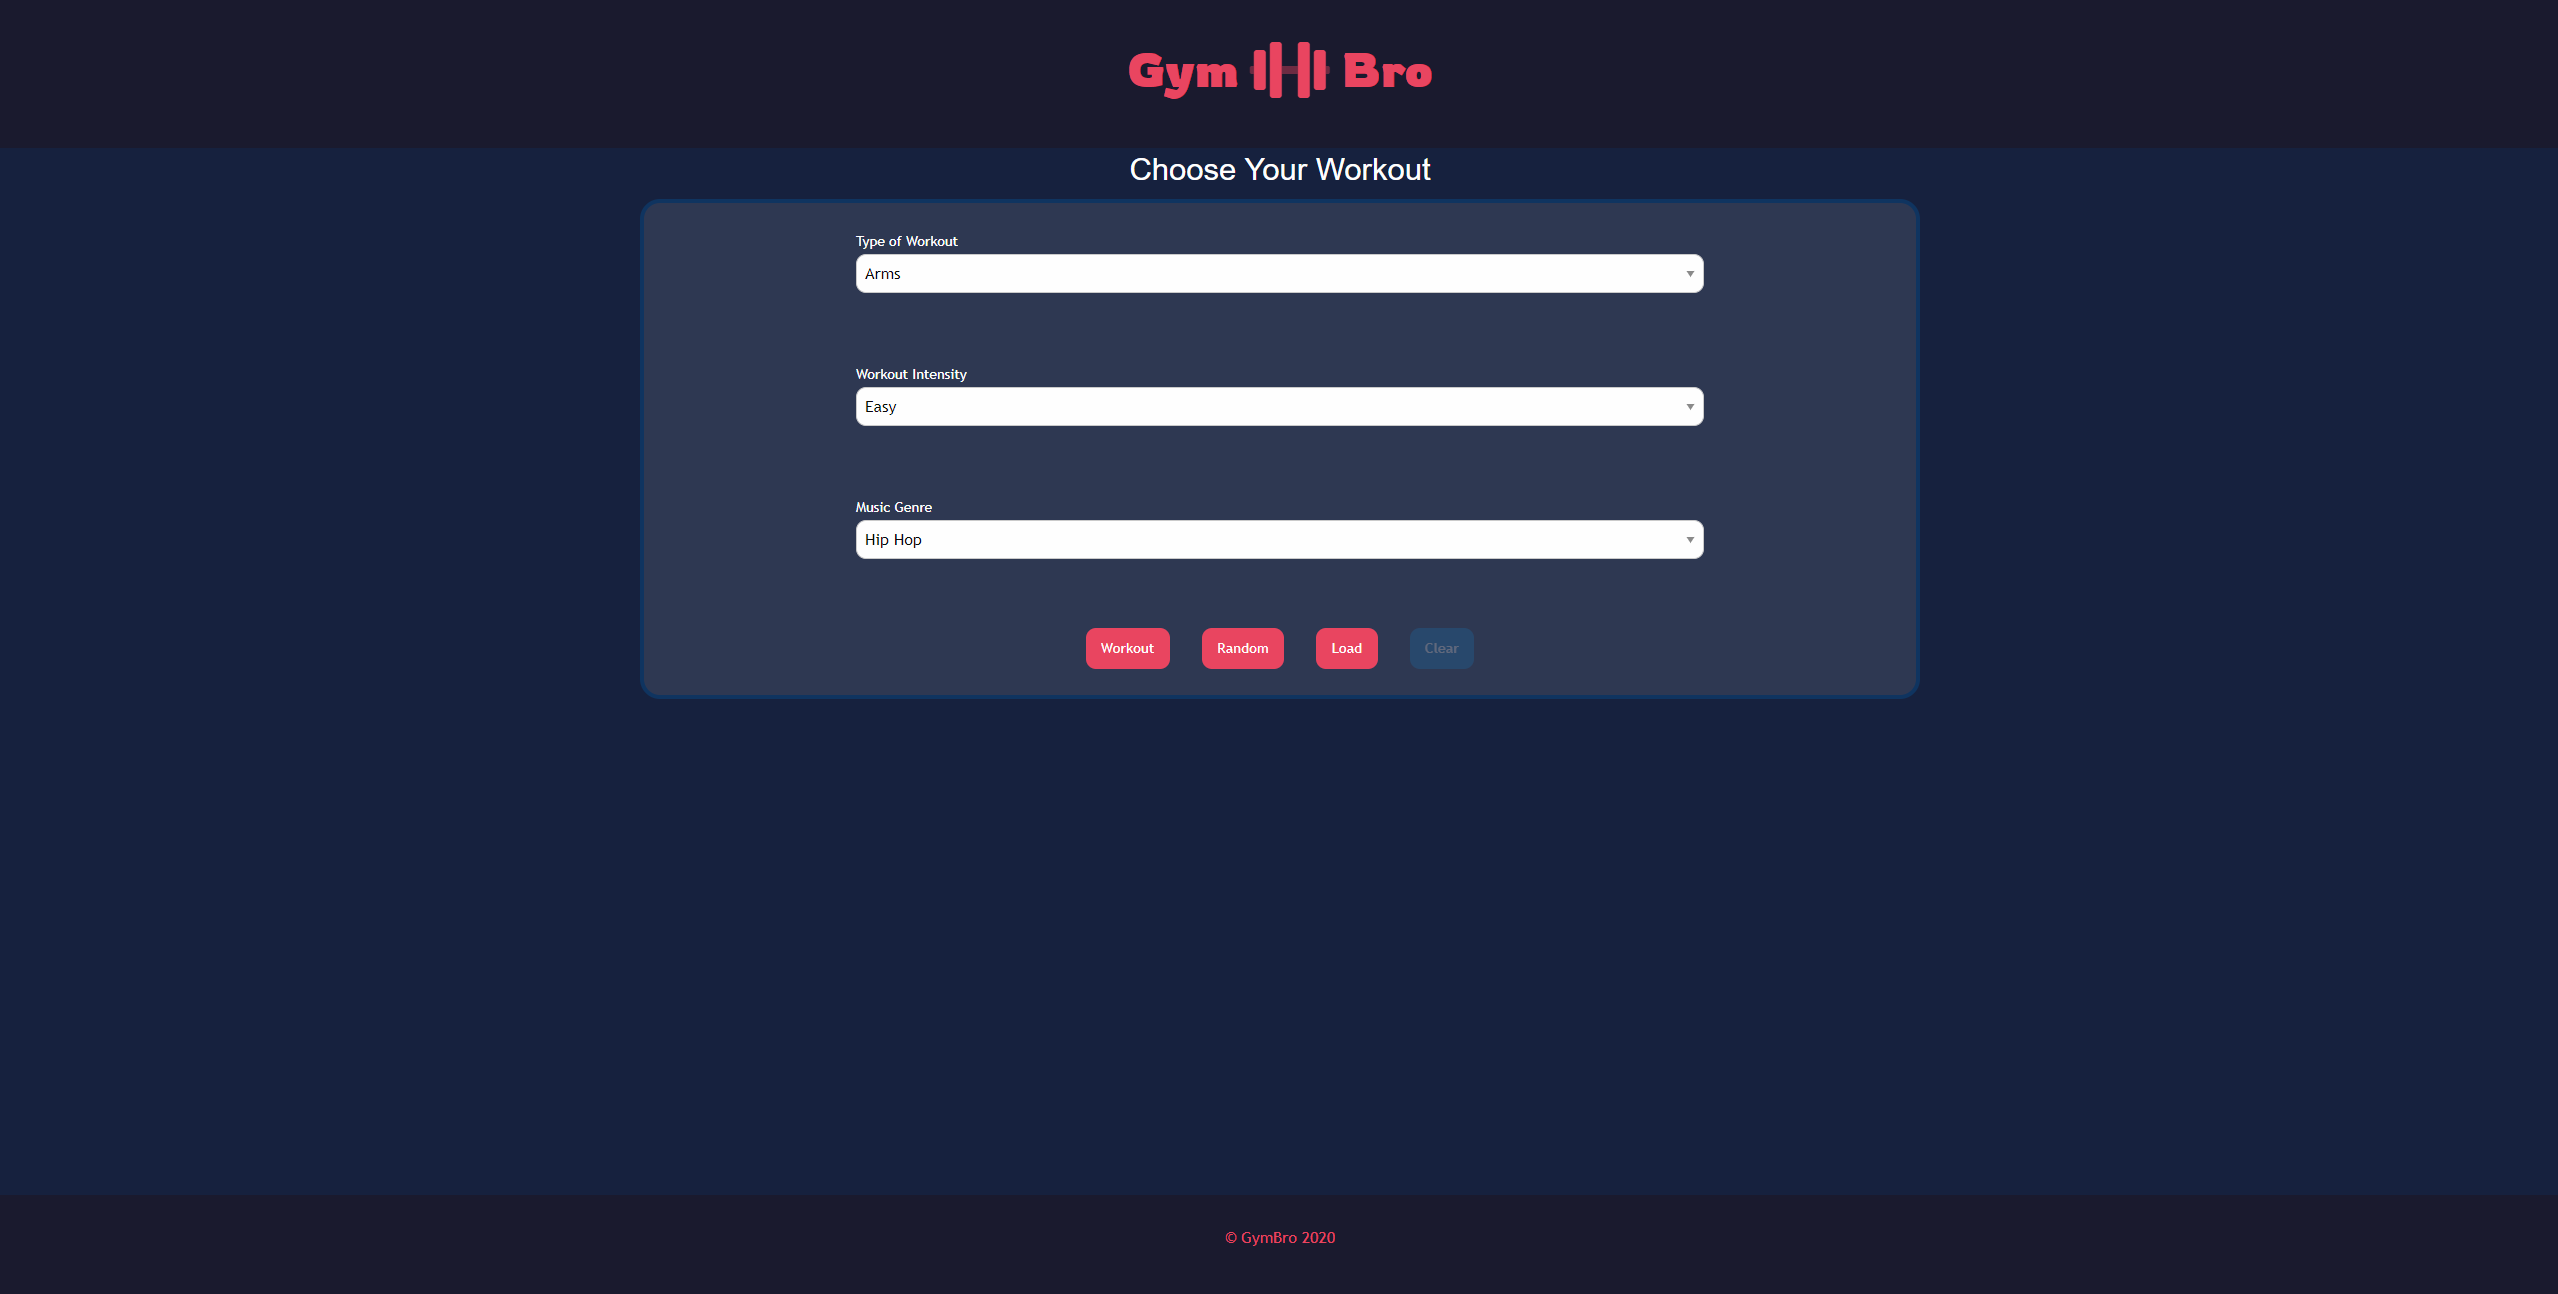 Gym Bro
Choose Your Workout
Type of Workout
Arms
Workout Intensity
Easy
Music Genre
Hip Hop
Workout Random Load Clear
© GymBro 2020